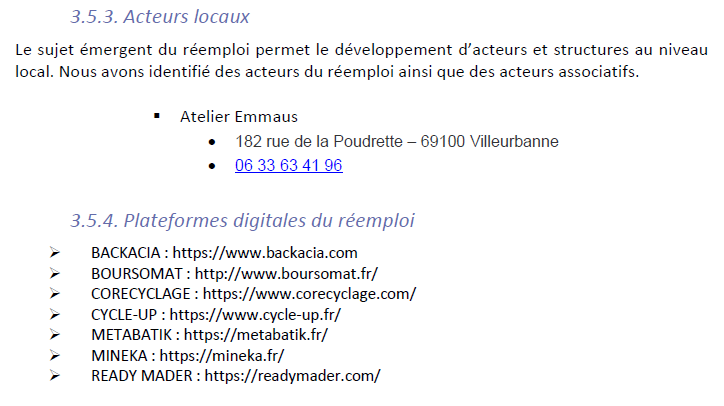 3.5.3. Acteurs locaux
Le sujet émergent du réemploi permet le développement d'acteurs et structures au niveau
local. Nous avons identifié des acteurs du réemploi ainsi que des acteurs associatifs.
▪ Atelier Emmaus
• 182 rue de la Poudrette – 69100 Villeurbanne
• 06 33 63 41 96
3.5.4. Plateformes digitales du réemploi
➢ BACKACIA : https://www.backacia.com
➢ BOURSOMAT : http://www.boursomat.fr/
➢ CORECYCLAGE : https://www.corecyclage.com/
➢ CYCLE-UP : https://www.cycle-up.fr/
➢ METABATIK : https://metabatik.fr/
➢ MINEKA : https://mineka.fr/
➢ READY MADER : https://readymader.com/